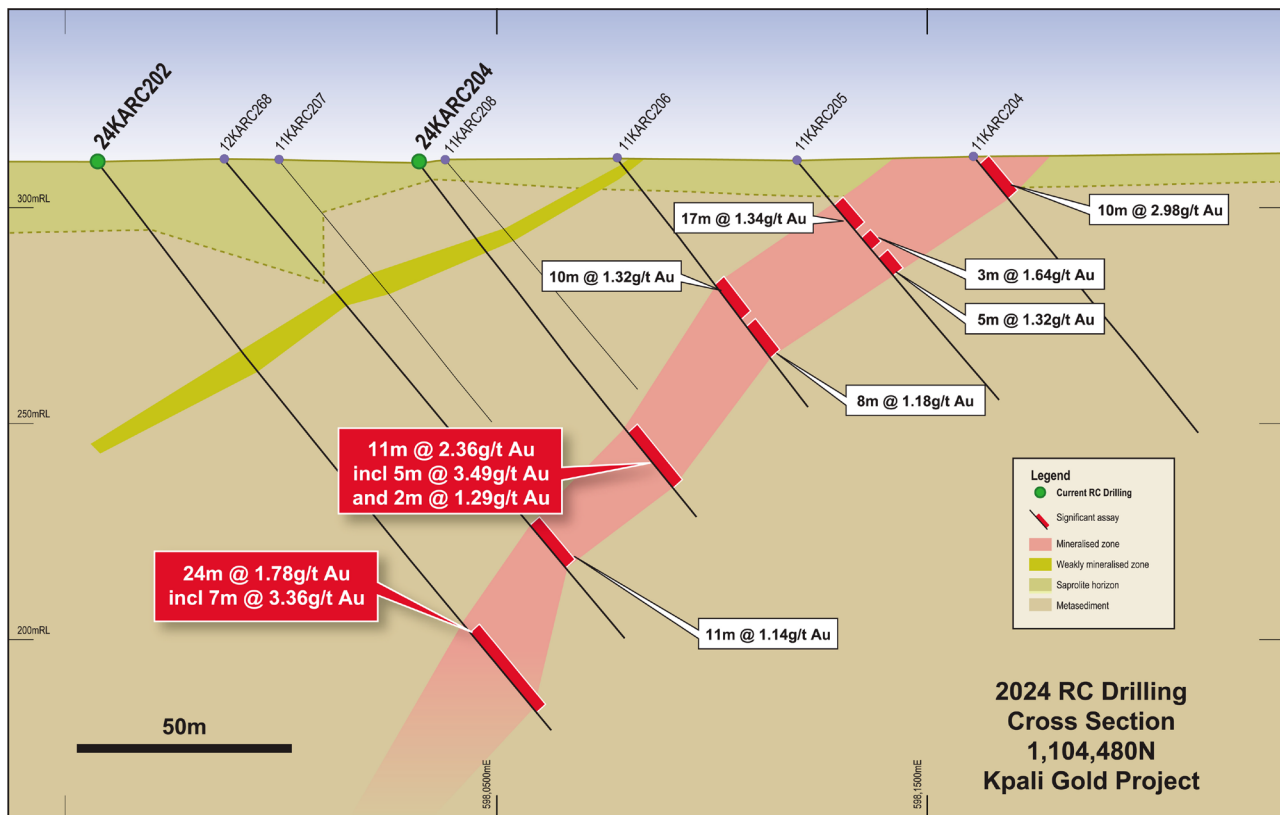 24KARC202
12KARC268
11KARC207
24KARC204
11KARC208
11KARC206
11KARC205
11KARC204
300mRL
250mRL
200mRL
17m @ 1.34g/t Au
10m @ 2.98g/t Au
10m @ 1.32g/t Au
3m @ 1.64g/t Au
5m @ 1.32g/t Au
8m @ 1.18g/t Au
11m @ 2.36g/t Au
incl 5m @ 3.49g/t Au
and 2m @ 1.29g/t Au
24m @ 1.78g/t Au
incl 7m @ 3.36g/t Au
11m @ 1.14g/t Au
Legend
Current RC Drilling
Significant assay
Mineralised zone
Weakly mineralised zone
Saprolite horizon
Metasediment
50m
598,0500mE
598,1500mE
2024 RC Drilling
Cross Section
1,104,480N
Kpali Gold Project